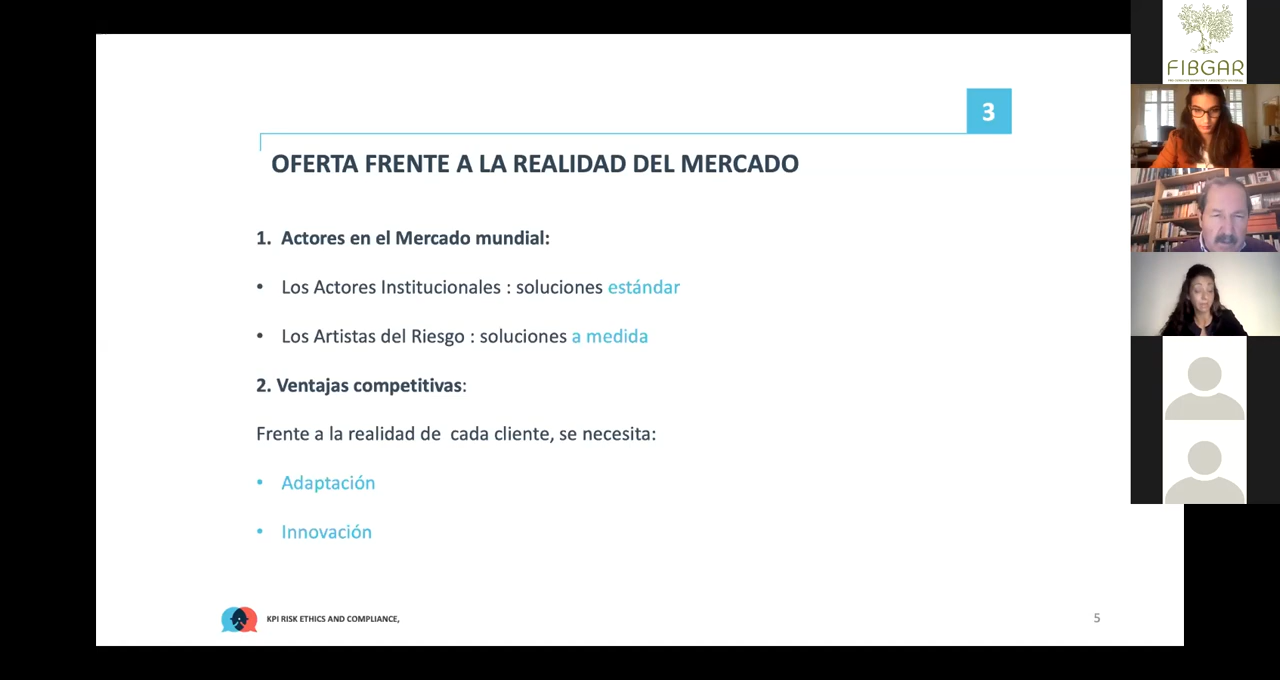 FIBGAR
3
OFERTA FRENTE A LA REALIDAD DEL MERCADO
1. Actores en el Mercado mundial:
• Los Actores Institucionales : soluciones estándar
• Los Artistas del Riesgo : soluciones a medida
2. Ventajas competitivas:
Frente a la realidad de cada cliente, se necesita:
• Adaptación
• Innovación
KPI RISK ETHICS AND COMPLIANCE,
5